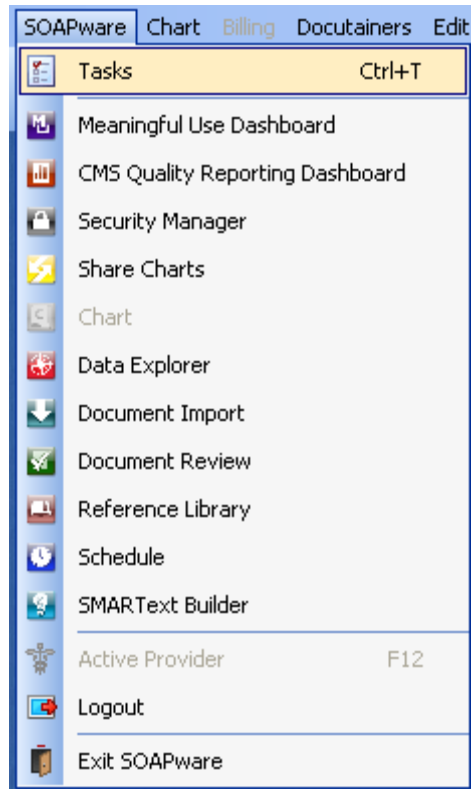 SOAPware Chart Billing Docutainers Edit
Tasks Ctrl+T
Meaningful Use Dashboard
CMS Quality Reporting Dashboard
Security Manager
Share Charts
Chart
Data Explorer
Document Import
Document Review
Reference Library
Schedule
SMARText Builder
Active Provider F12
Logout
Exit SOAPware